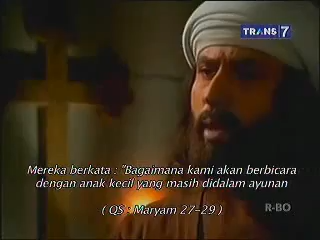 TRANS 7
Mereka berkata : "Bagaimana kami akan berbicara
dengan anak kecil yang masih didalam ayunan
( QS : Maryam 27-29 )
R-BO